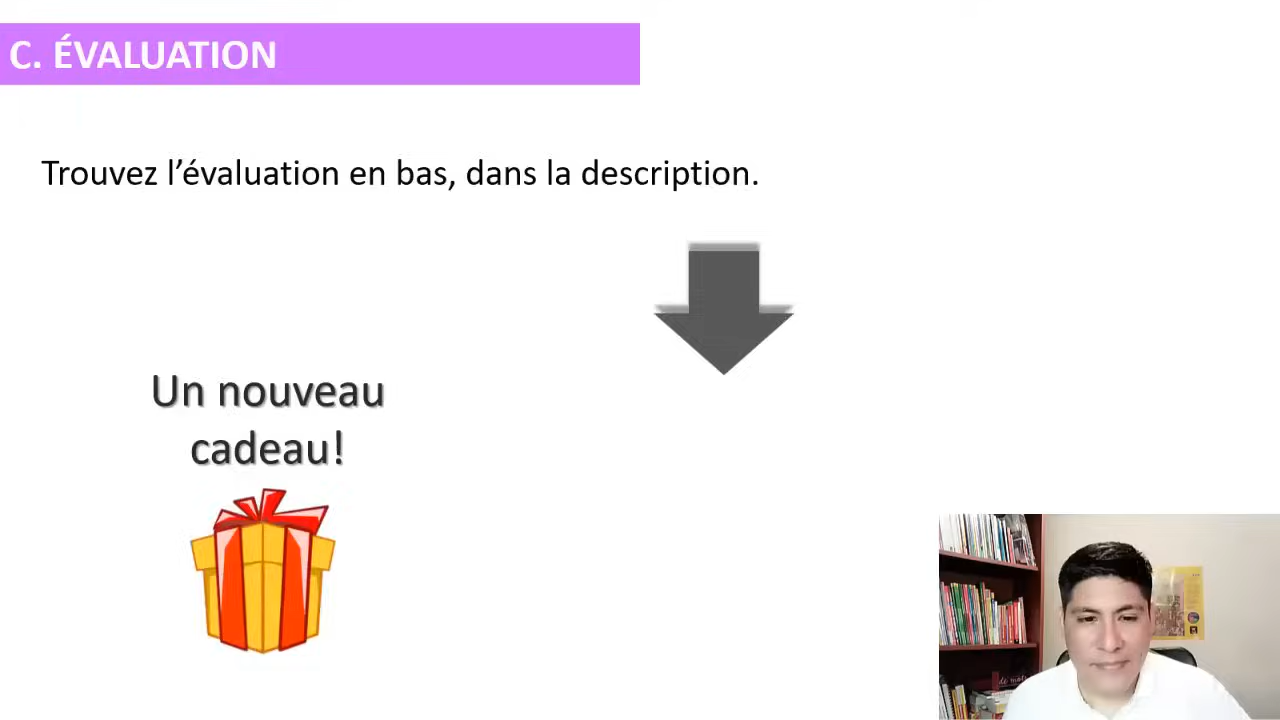 C. ÉVALUATION
Trouvez l’évaluation en bas, dans la description.
Un nouveau
cadeau!